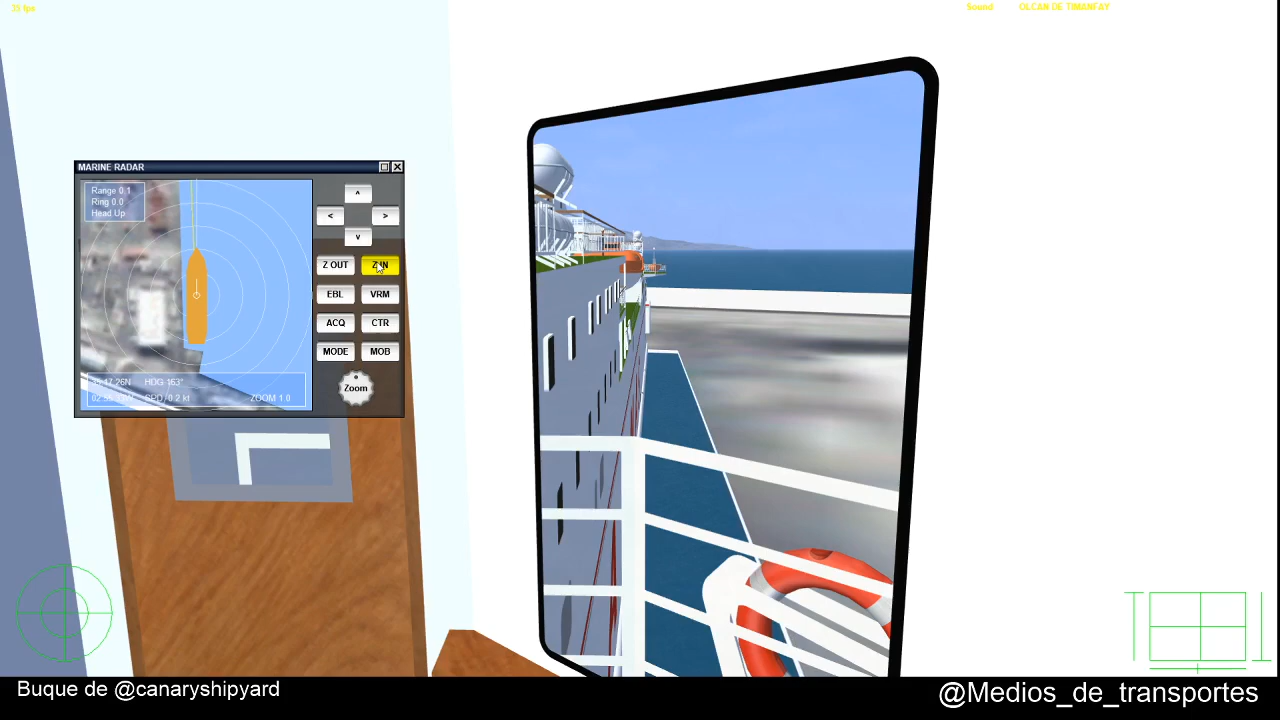 35 fps
Sound OLCAN DE TIMANFAY
MARINE RADAR
Range 0.1
Ring 0.0
Head Up
^
< >
v
Z OUT Z IN
EBL VRM
ACQ CTR
MODE MOB
Zoom
HDG 163°
SPD 0.2 kt ZOOM 1.0
Buque de @canaryshipyard
@Medios_de_transportes